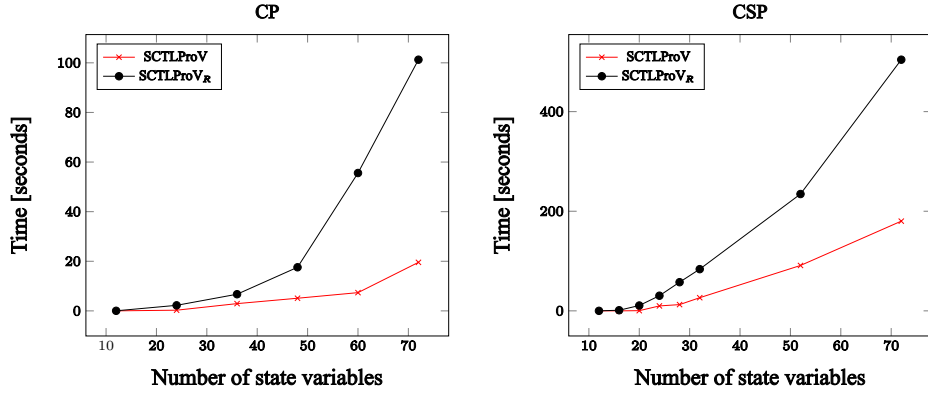 CP
SCTLProV
SCTLProV_R
100
80
60
40
20
0
Time [seconds]
10 20 30 40 50 60 70
Number of state variables
CSP
SCTLProV
SCTLProV_R
400
200
0
Time [seconds]
10 20 30 40 50 60 70
Number of state variables